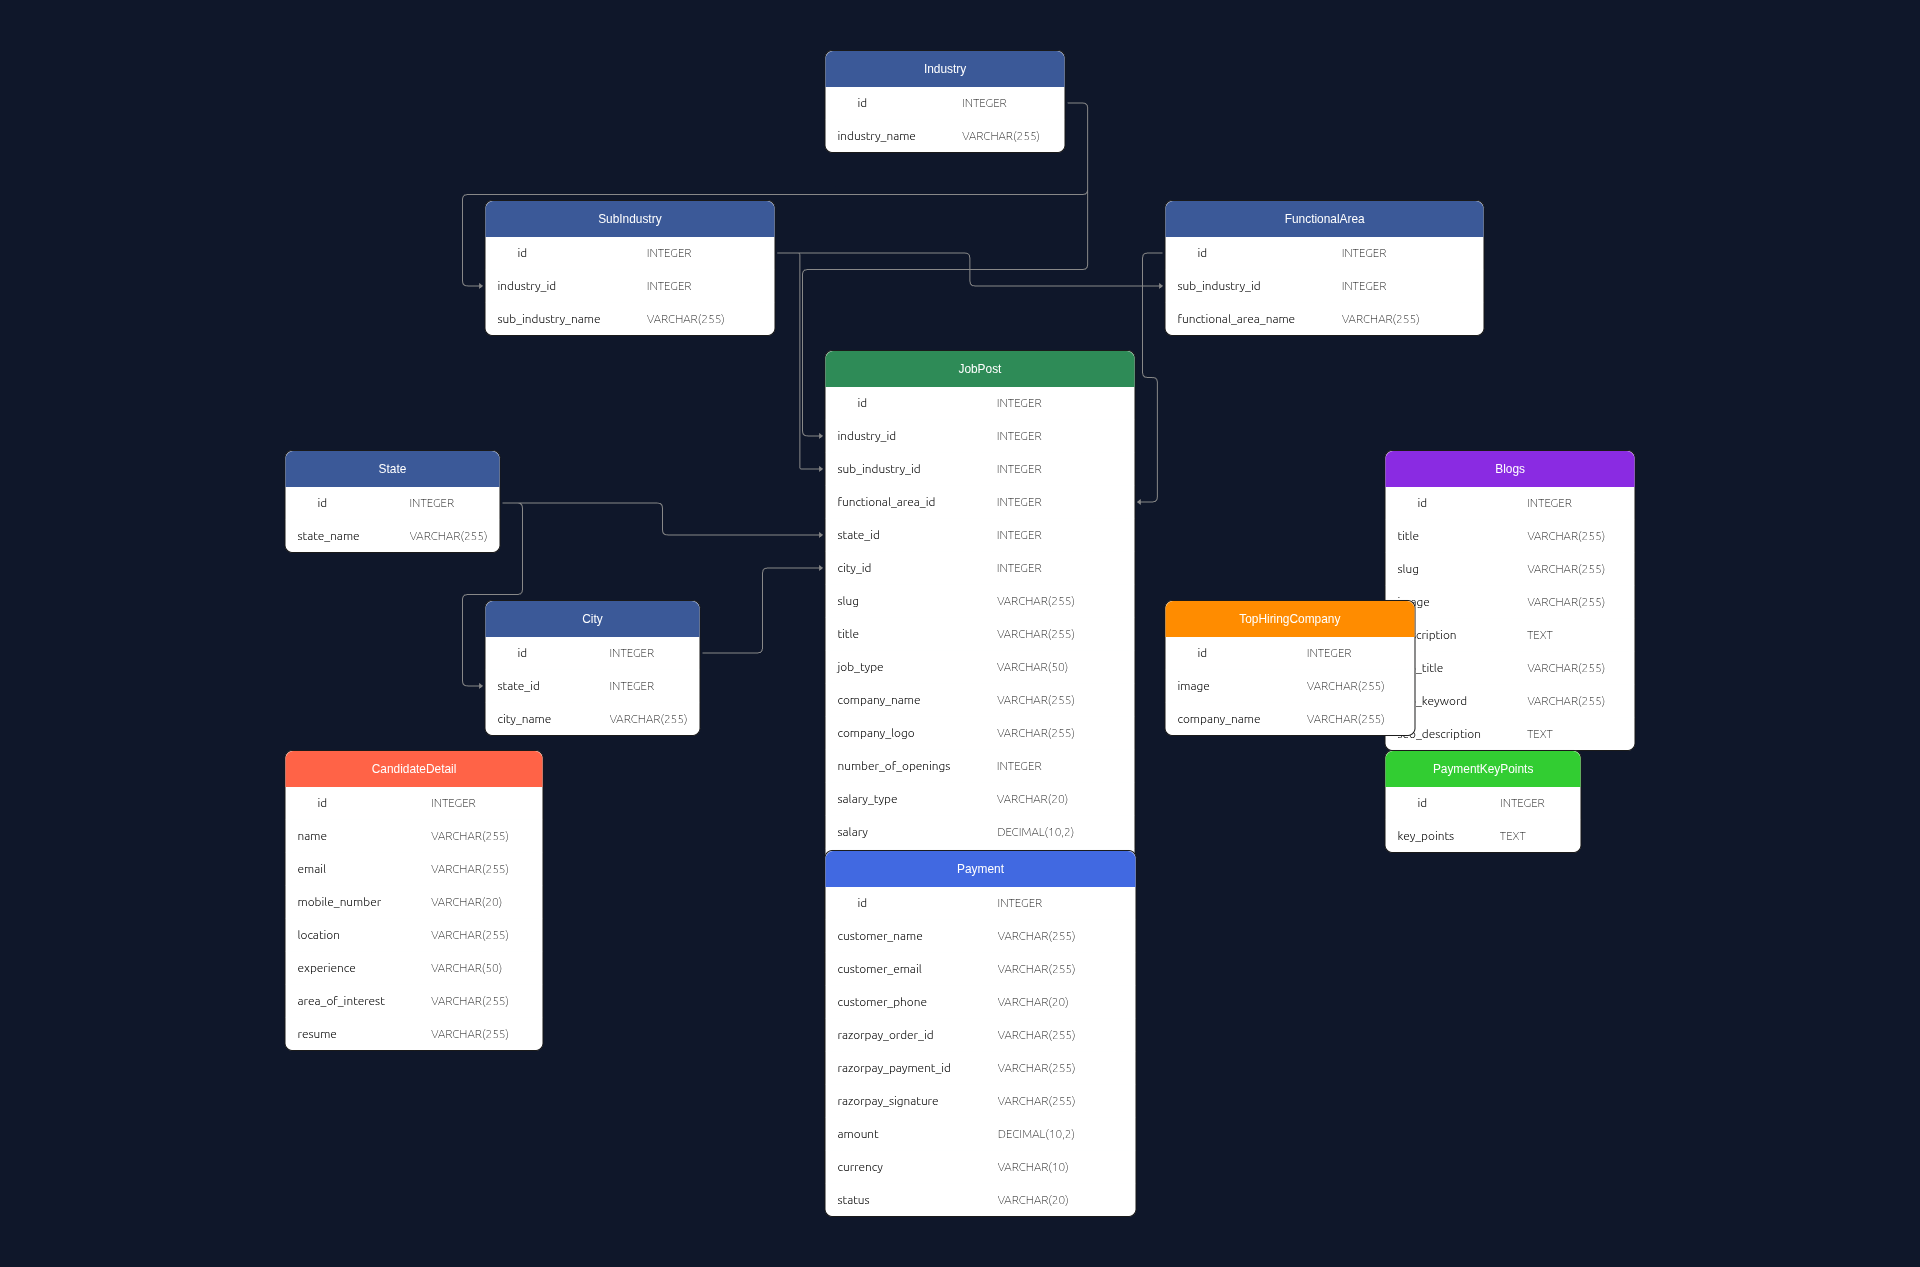 Industry
id INTEGER
industry_name VARCHAR(255)
SubIndustry
id INTEGER
industry_id INTEGER
sub_industry_name VARCHAR(255)
FunctionalArea
id INTEGER
sub_industry_id INTEGER
functional_area_name VARCHAR(255)
JobPost
id INTEGER
industry_id INTEGER
sub_industry_id INTEGER
functional_area_id INTEGER
state_id INTEGER
city_id INTEGER
slug VARCHAR(255)
title VARCHAR(255)
job_type VARCHAR(50)
company_name VARCHAR(255)
company_logo VARCHAR(255)
number_of_openings INTEGER
salary_type VARCHAR(20)
salary DECIMAL(10,2)
State
id INTEGER
state_name VARCHAR(255)
City
id INTEGER
state_id INTEGER
city_name VARCHAR(255)
Blogs
id INTEGER
title VARCHAR(255)
slug VARCHAR(255)
VARCHAR(255)
TEXT
_title VARCHAR(255)
_keyword VARCHAR(255)
seo_description TEXT
TopHiringCompany
id INTEGER
image VARCHAR(255)
company_name VARCHAR(255)
CandidateDetail
id INTEGER
name VARCHAR(255)
email VARCHAR(255)
mobile_number VARCHAR(20)
location VARCHAR(255)
experience VARCHAR(50)
area_of_interest VARCHAR(255)
resume VARCHAR(255)
PaymentKeyPoints
id INTEGER
key_points TEXT
Payment
id INTEGER
customer_name VARCHAR(255)
customer_email VARCHAR(255)
customer_phone VARCHAR(20)
razorpay_order_id VARCHAR(255)
razorpay_payment_id VARCHAR(255)
razorpay_signature VARCHAR(255)
amount DECIMAL(10,2)
currency VARCHAR(10)
status VARCHAR(20)